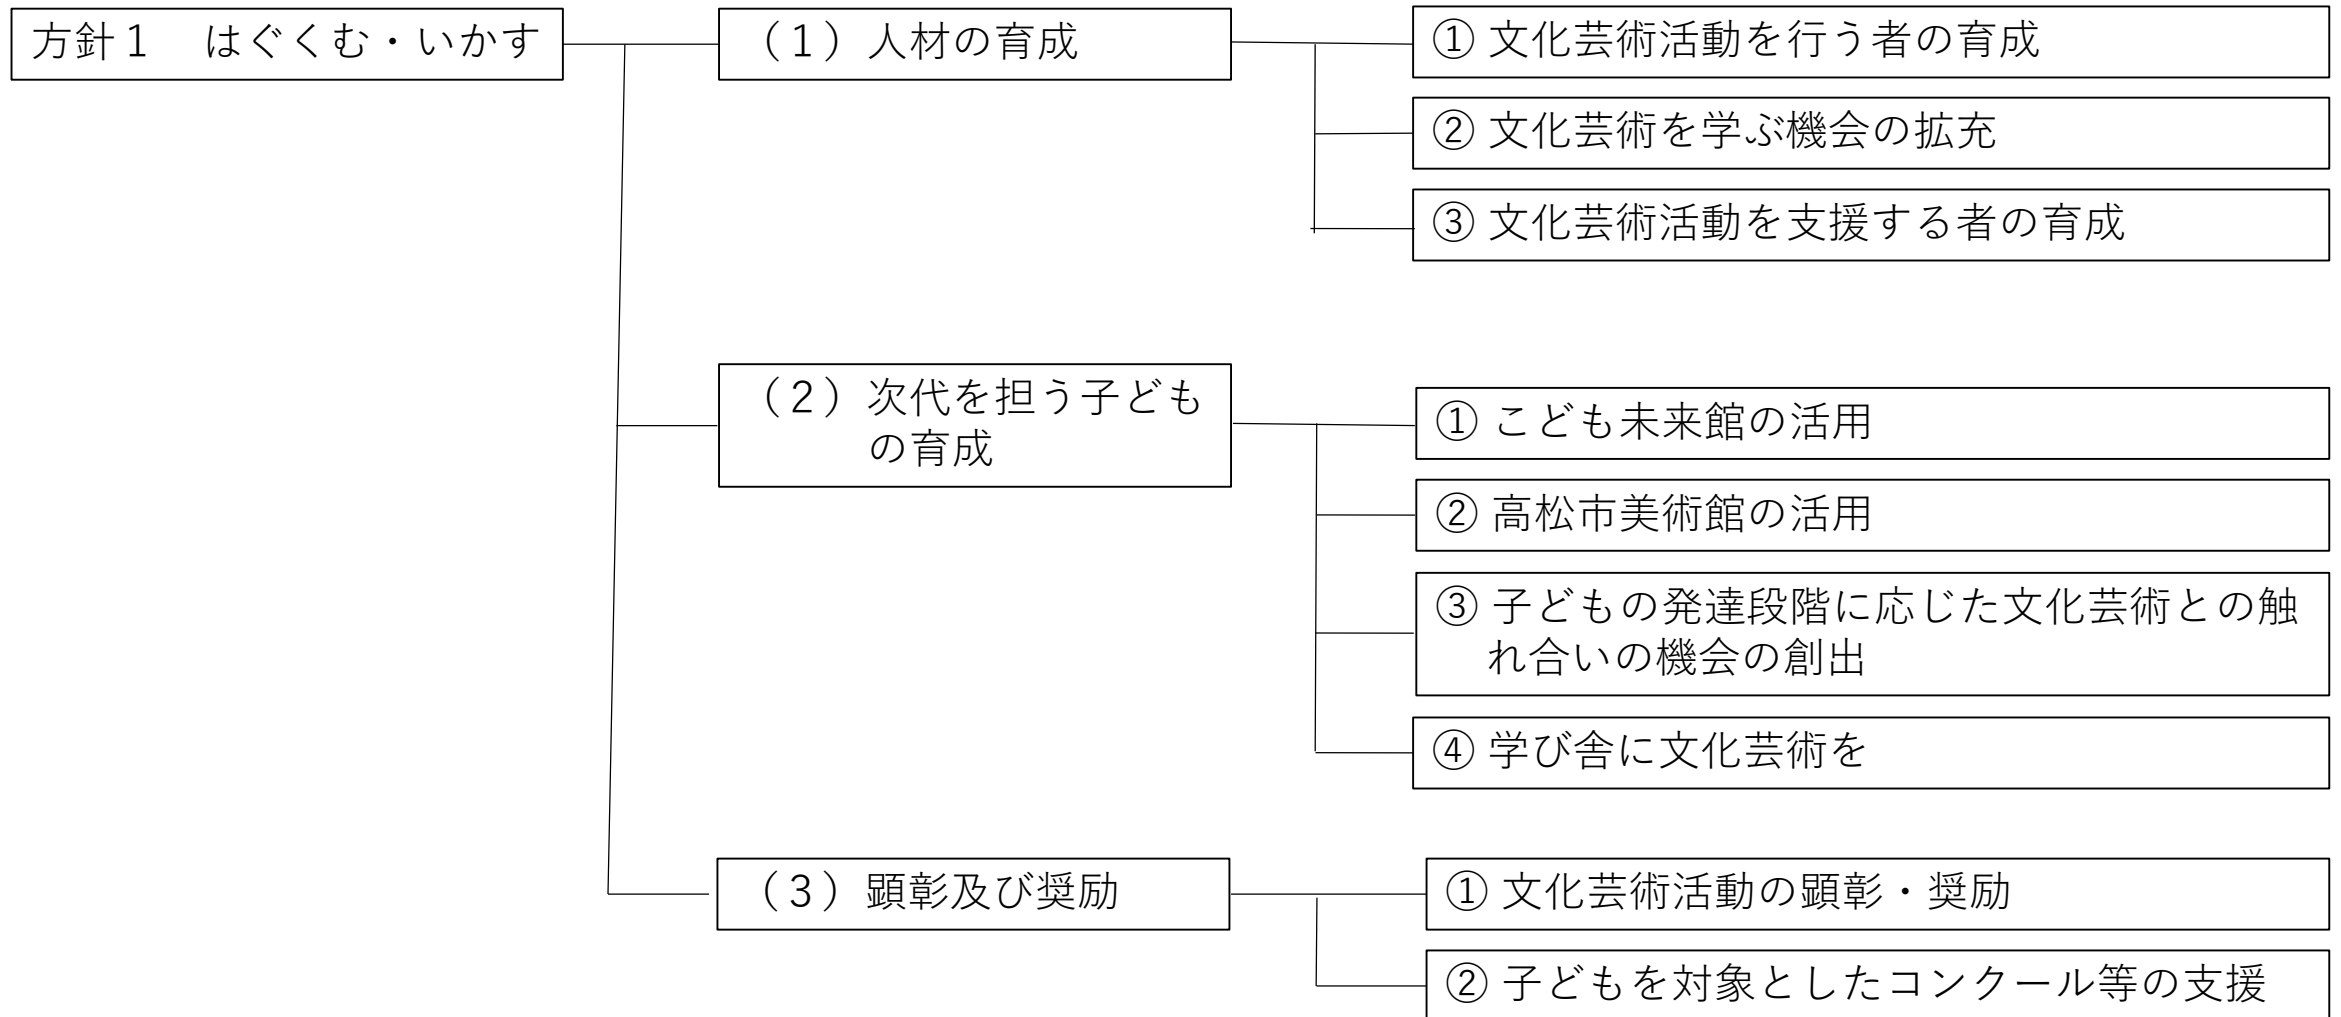 方針１　はぐくむ・いかす
（１）人材の育成
① 文化芸術活動を行う者の育成
② 文化芸術を学ぶ機会の拡充
③ 文化芸術活動を支援する者の育成
（２）次代を担う子ども
の育成
① こども未来館の活用
② 高松市美術館の活用
③ 子どもの発達段階に応じた文化芸術との触
れ合いの機会の創出
④ 学び舎に文化芸術を
（３）顕彰及び奨励
① 文化芸術活動の顕彰・奨励
② 子どもを対象としたコンクール等の支援